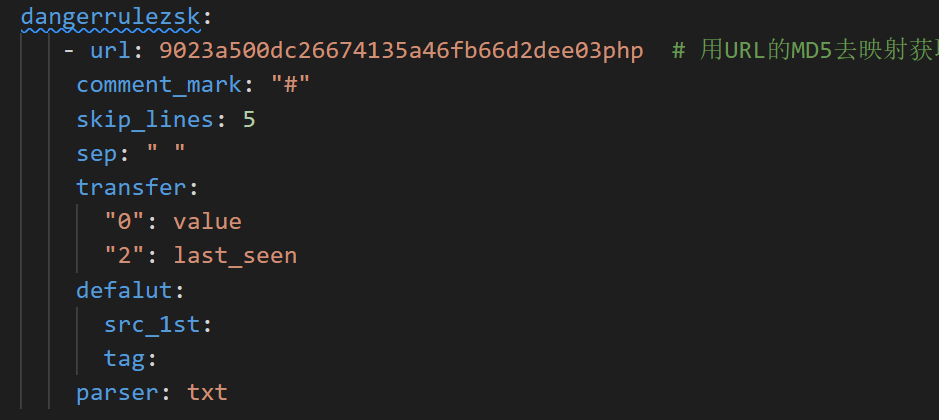 dangerrulezsk:
- url: 9023a500dc26674135a46fb66d2dee03php # 用URL的MD5去映射获
comment_mark: "#"
skip_lines: 5
sep: " "
transfer:
"0": value
"2": last_seen
defalut:
src_1st:
tag:
parser: txt